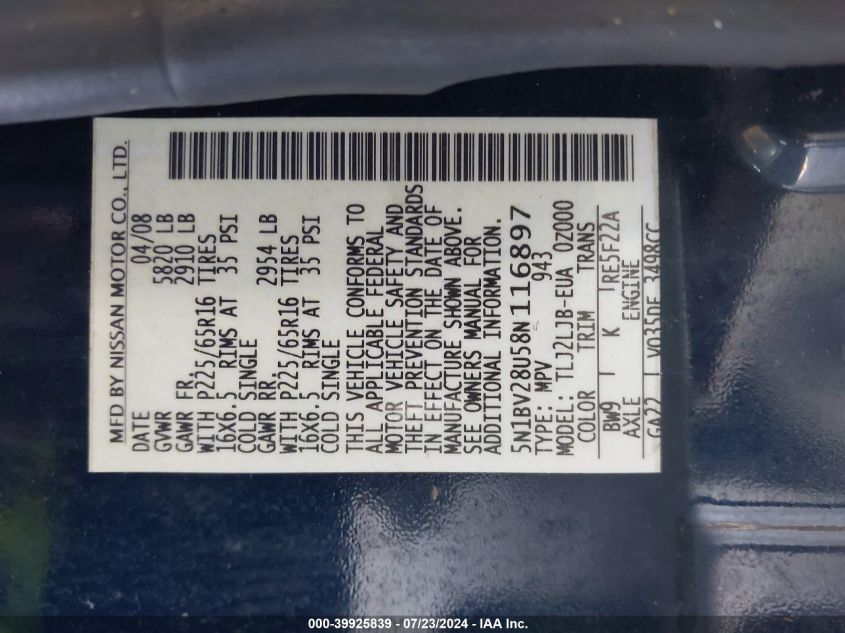 MFD BY NISSAN MOTOR CO., LTD.
DATE 04/08
GVWR 5820 LB
GAWR FR. 2910 LB
WITH P225/65R16 TIRES
16X6.5 RIMS AT 35 PSI
COLD SINGLE
GAWR RR. 2954 LB
WITH P225/65R16 TIRES
16X6.5 RIMS AT 35 PSI
COLD SINGLE
THIS VEHICLE CONFORMS TO
ALL APPLICABLE FEDERAL
MOTOR VEHICLE SAFETY AND
THEFT PREVENTION STANDARDS
IN EFFECT ON THE DATE OF
MANUFACTURE SHOWN ABOVE.
SEE OWNERS MANUAL FOR
ADDITIONAL INFORMATION.
5N1BV28U58N116897
TYPE: MPV 943
MODEL: TLJ2LJB-EUA 0Z000
COLOR TRIM TRANS
BW9 K RE5F22A
AXLE ENGINE
GA22 VQ35DE 3498CC
000-39925839 - 07/23/2024 - IAA Inc.